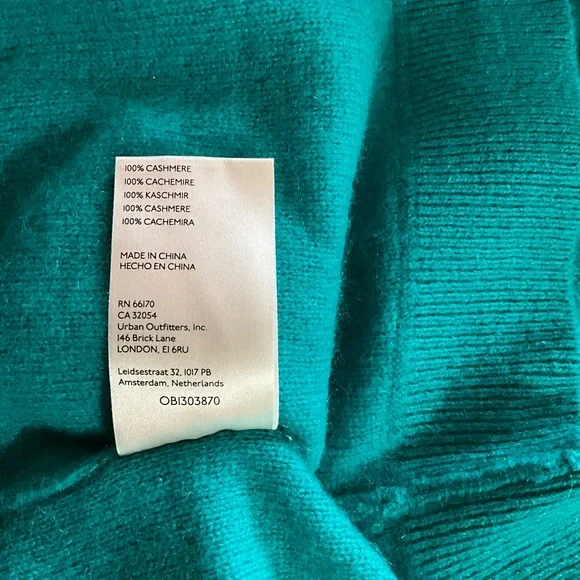 100% CASHMERE
100% CACHEMIRE
100% KASCHMIR
100% CASHMERE
100% CACHEMIRA
MADE IN CHINA
HECHO EN CHINA
RN 66170
CA 32054
Urban Outfitters, Inc.
146 Brick Lane
LONDON, E1 6RU
Leidsestraat 32, 1017 PB
Amsterdam, Netherlands
OB1303870